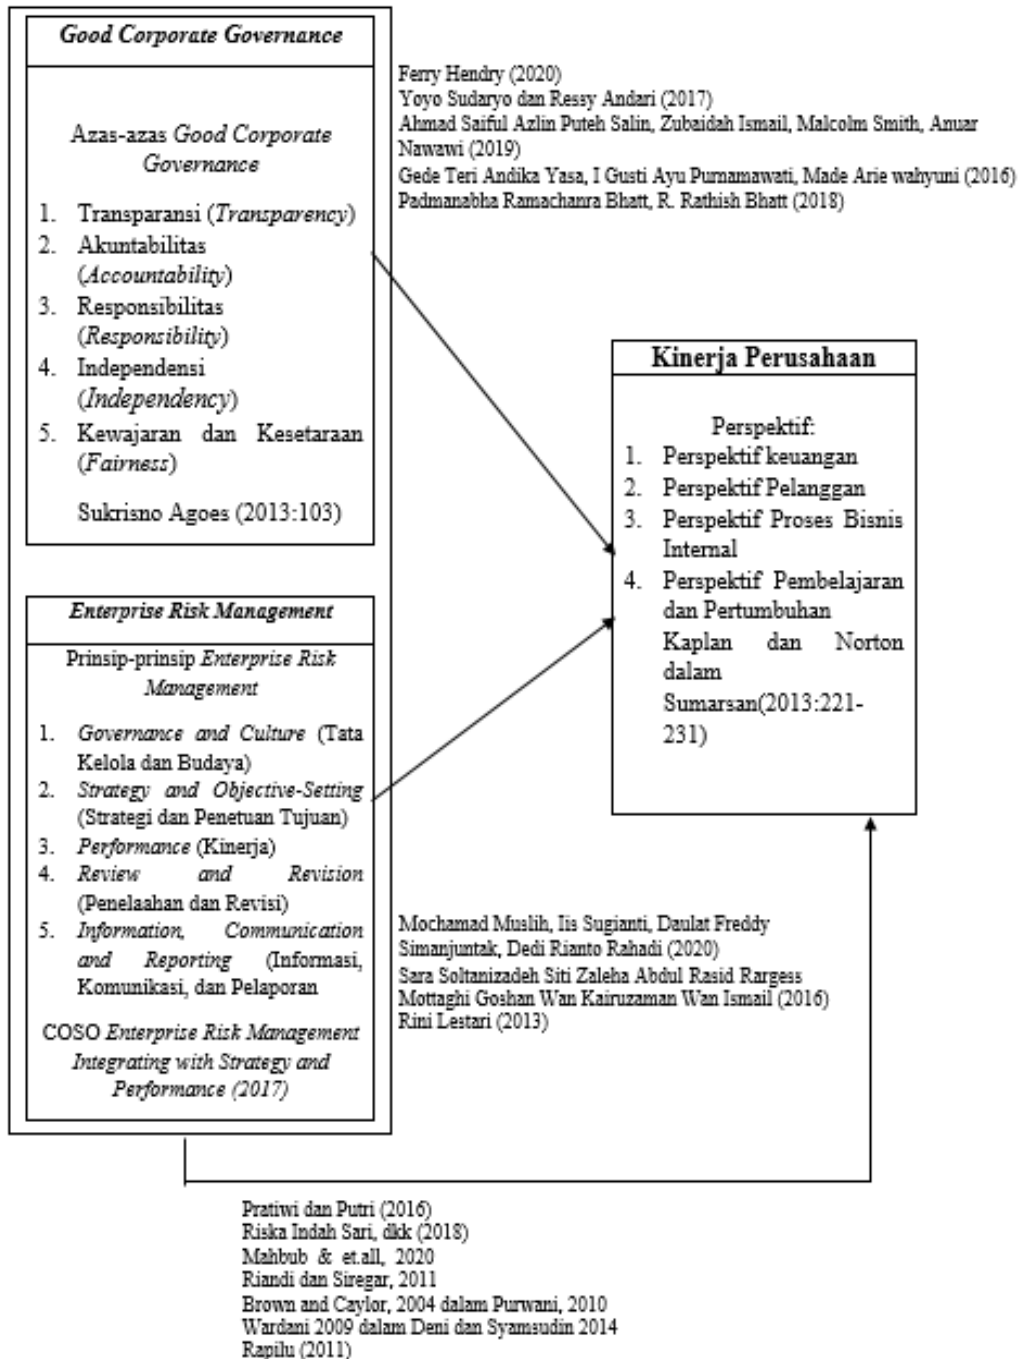 Good Corporate Governance
Azas-azas Good Corporate
Governance
1. Transparansi (Transparency)
2. Akuntabilitas
(Accountability)
3. Responsibilitas
(Responsibility)
4. Independensi
(Independency)
5. Kewajaran dan Kesetaraan
(Fairness)
Sukrisno Agoes (2013:103)
Ferry Hendry (2020)
Yoyo Sudaryo dan Ressy Andari (2017)
Ahmad Saiful Azlin Puteh Salin, Zubaidah Ismail, Malcolm Smith, Anuar
Nawawi (2019)
Gede Teri Andika Yasa, I Gusti Ayu Purnamawati, Made Arie wahyuni (2016)
Padmanabha Ramachanra Bhatt, R. Rathish Bhatt (2018)
Kinerja Perusahaan
Perspektif:
1. Perspektif keuangan
2. Perspektif Pelanggan
3. Perspektif Proses Bisnis
Internal
4. Perspektif Pembelajaran
dan Pertumbuhan
Kaplan dan Norton
dalam
Sumarsan(2013:221-
231)
Enterprise Risk Management
Prinsip-prinsip Enterprise Risk
Management
1. Governance and Culture (Tata
Kelola dan Budaya)
2. Strategy and Objective-Setting
(Strategi dan Penetuan Tujuan)
3. Performance (Kinerja)
4. Review and Revision
(Penelaahan dan Revisi)
5. Information, Communication
and Reporting (Informasi,
Komunikasi, dan Pelaporan
COSO Enterprise Risk Management
Integrating with Strategy and
Performance (2017)
Mochamad Muslih, Iis Sugianti, Daulat Freddy
Simanjuntak, Dedi Rianto Rahadi (2020)
Sara Soltanizadeh Siti Zaleha Abdul Rasid Rargess
Mottaghi Goshan Wan Kairuzaman Wan Ismail (2016)
Rini Lestari (2013)
Pratiwi dan Putri (2016)
Riska Indah Sari, dkk (2018)
Mahbub & et.all, 2020
Riandi dan Siregar, 2011
Brown and Caylor, 2004 dalam Purwani, 2010
Wardani 2009 dalam Deni dan Syamsudin 2014
Rapilu (2011)